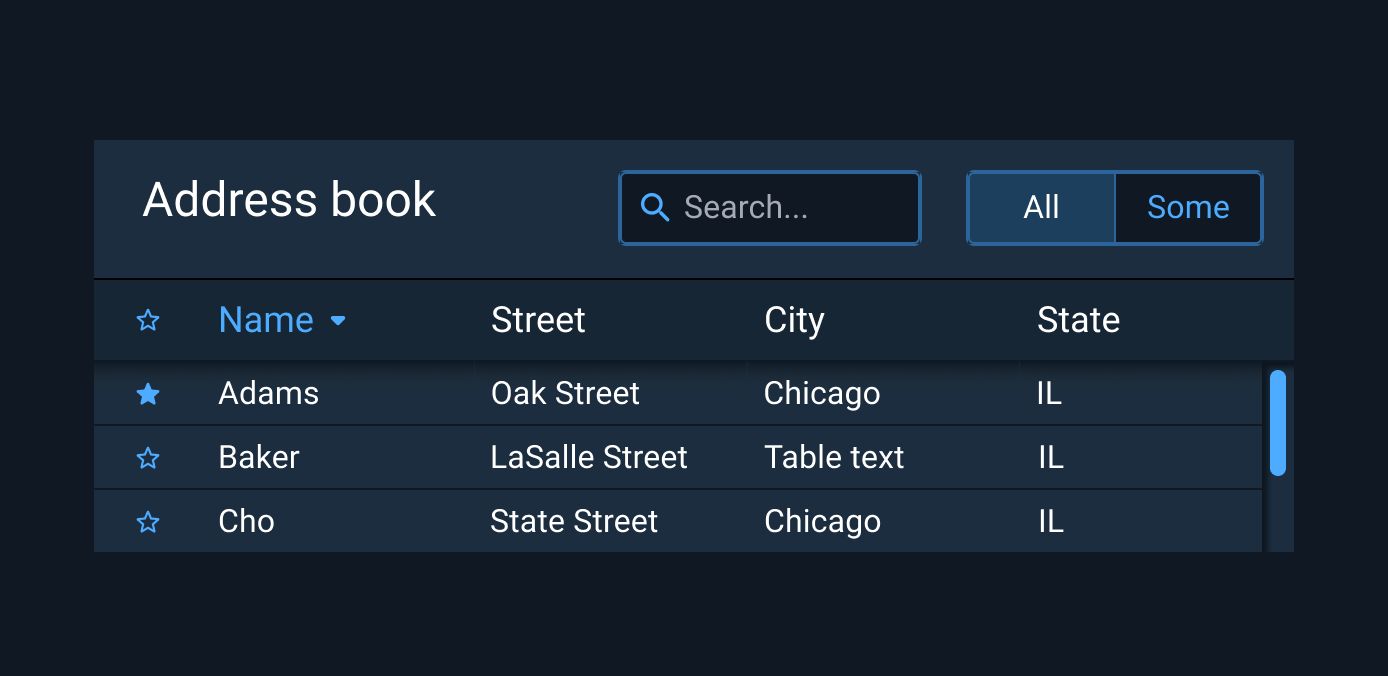 Address book Search... All Some
Name Street City State
Adams Oak Street Chicago IL
Baker LaSalle Street Table text IL
Cho State Street Chicago IL